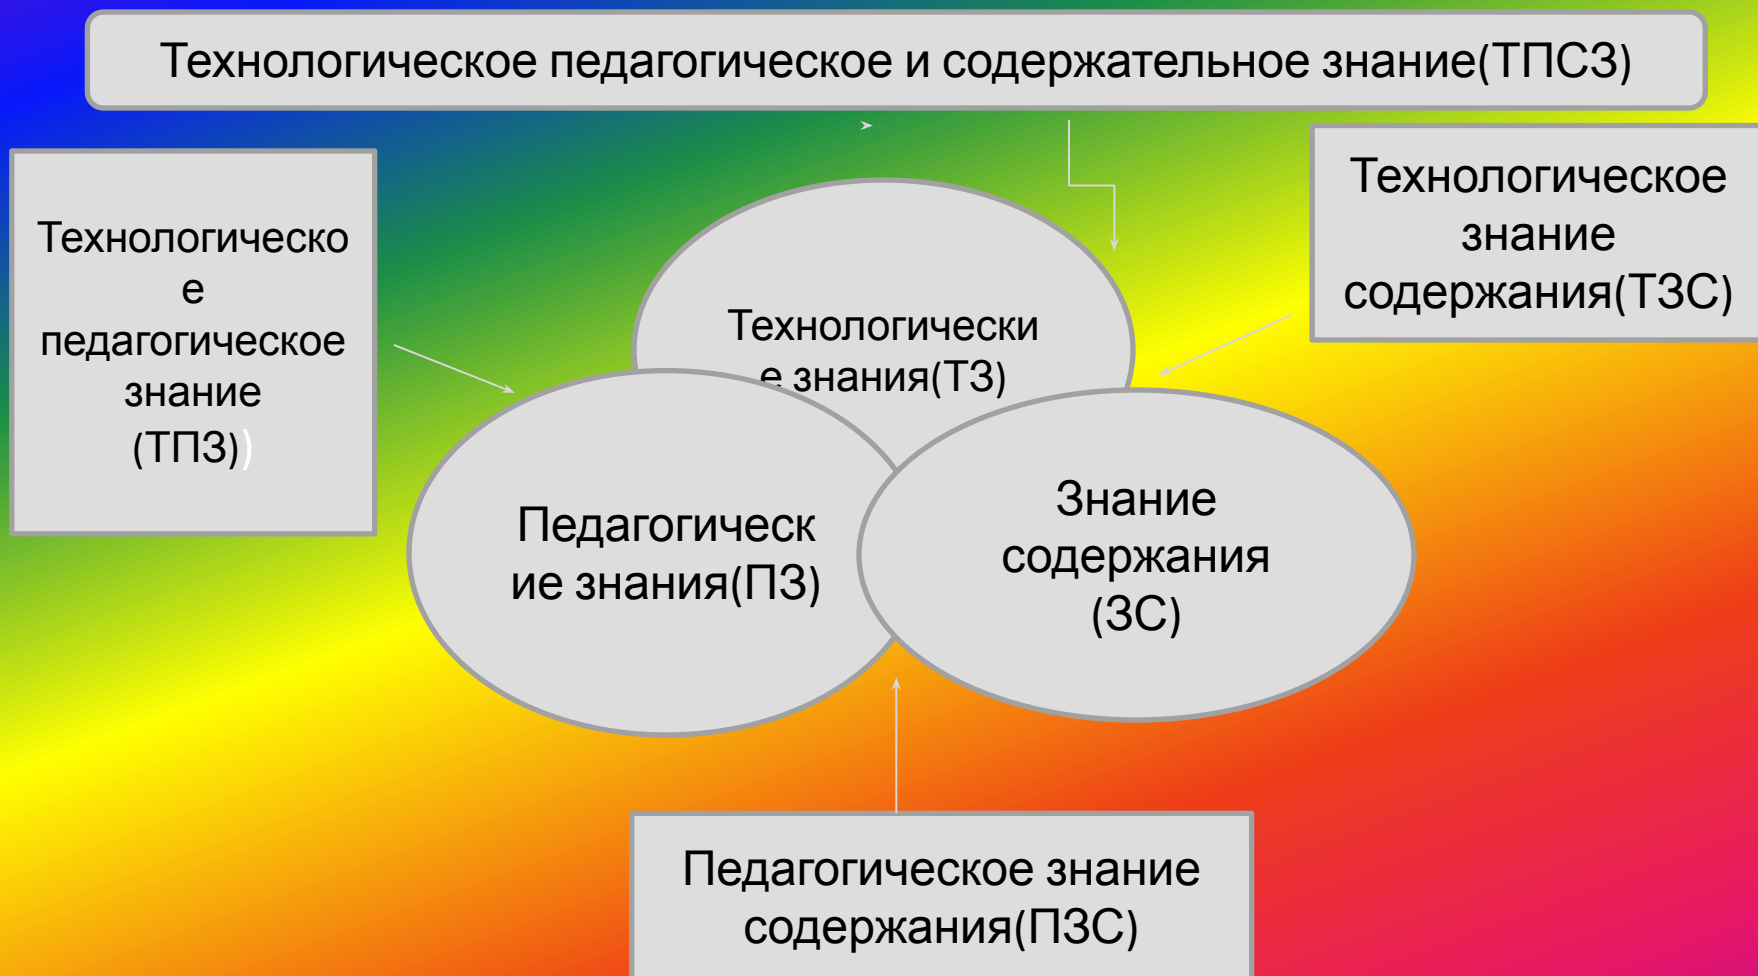 Технологическое педагогическое и содержательное знание(ТПСЗ)
Технологическо
е
педагогическое
знание
(ТПЗ))
Технологическое
знание
содержания(ТЗС)
Технологически
е знания(ТЗ)
Педагогическ
ие знания(ПЗ)
Знание
содержания
(ЗС)
Педагогическое знание
содержания(ПЗС)